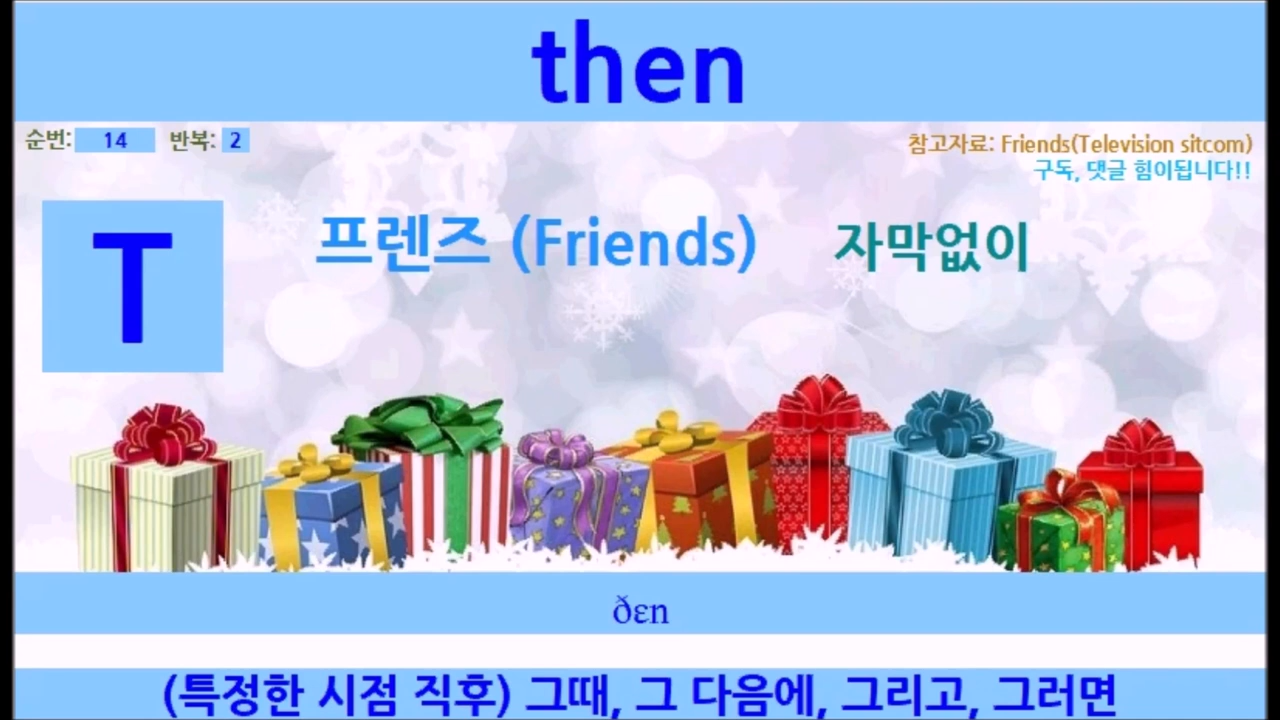 then
순번: 14 반복: 2
참고자료: Friends(Television sitcom)
구독, 댓글 힘이됩니다!!
T
프렌즈 (Friends) 자막없이
ðɛn
(특정한 시점 직후) 그때, 그 다음에, 그리고, 그러면